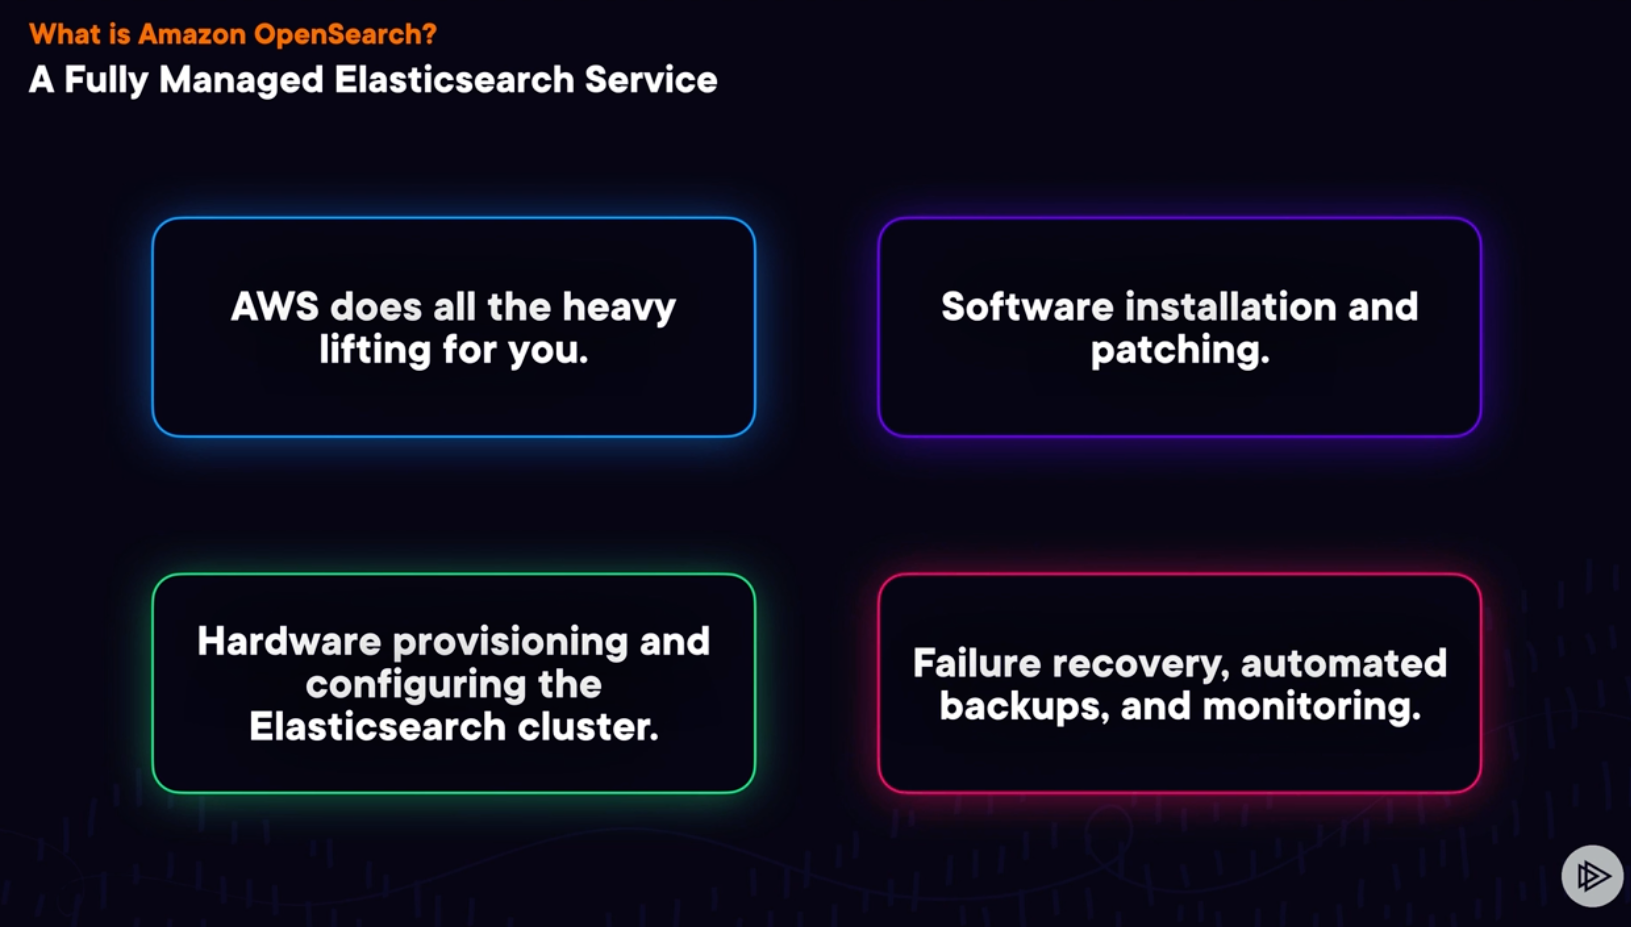 What is Amazon OpenSearch?
A Fully Managed Elasticsearch Service
AWS does all the heavy
lifting for you.
Software installation and
patching.
Hardware provisioning and
configuring the
Elasticsearch cluster.
Failure recovery, automated
backups, and monitoring.